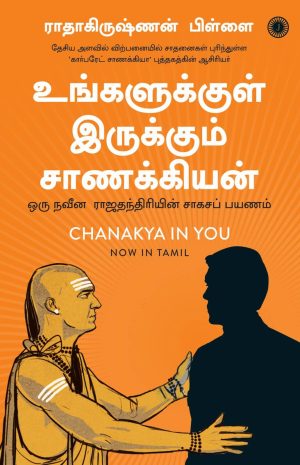 ராதாகிருஷ்ணன் பிள்ளை
தேசிய அளவில் விற்பனையில் சாதனைகள் புரிந்துள்ள
'கார்பரேட் சாணக்கியா' புத்தகத்தின் ஆசிரியர்
உங்களுக்குள்
இருக்கும்
சாணக்கியன்
ஒரு நவீன ராஜதந்திரியின் சாகசப் பயணம்
CHANAKYA IN YOU
NOW IN TAMIL